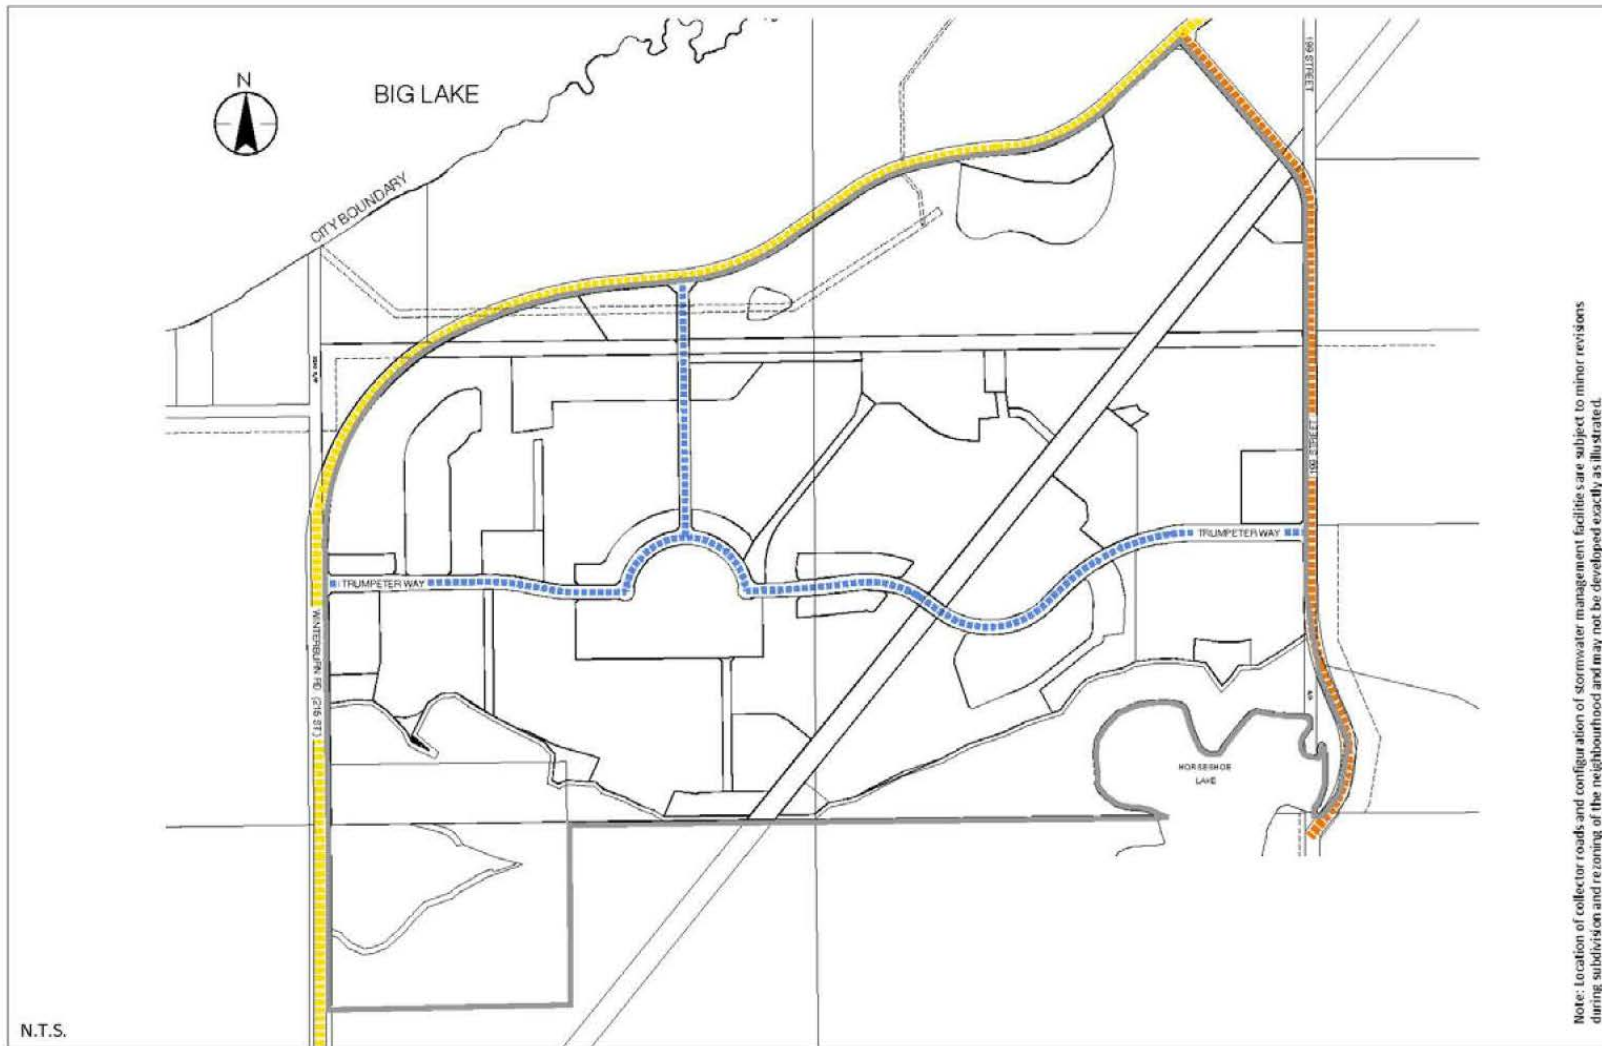 N
BIG LAKE
CITY BOUNDARY
199 STREET
199 STREET
TRUMPETER WAY
TRUMPETER WAY
WINTERBURN RD (215 ST.)
HORSESHOE
LAKE
N.T.S.
Note: Location of collector roads and configuration of stormwater management facilities are subject to minor revisions
during subdivision and rezoning of the neighbourhood and may not be developed exactly as illustrated.